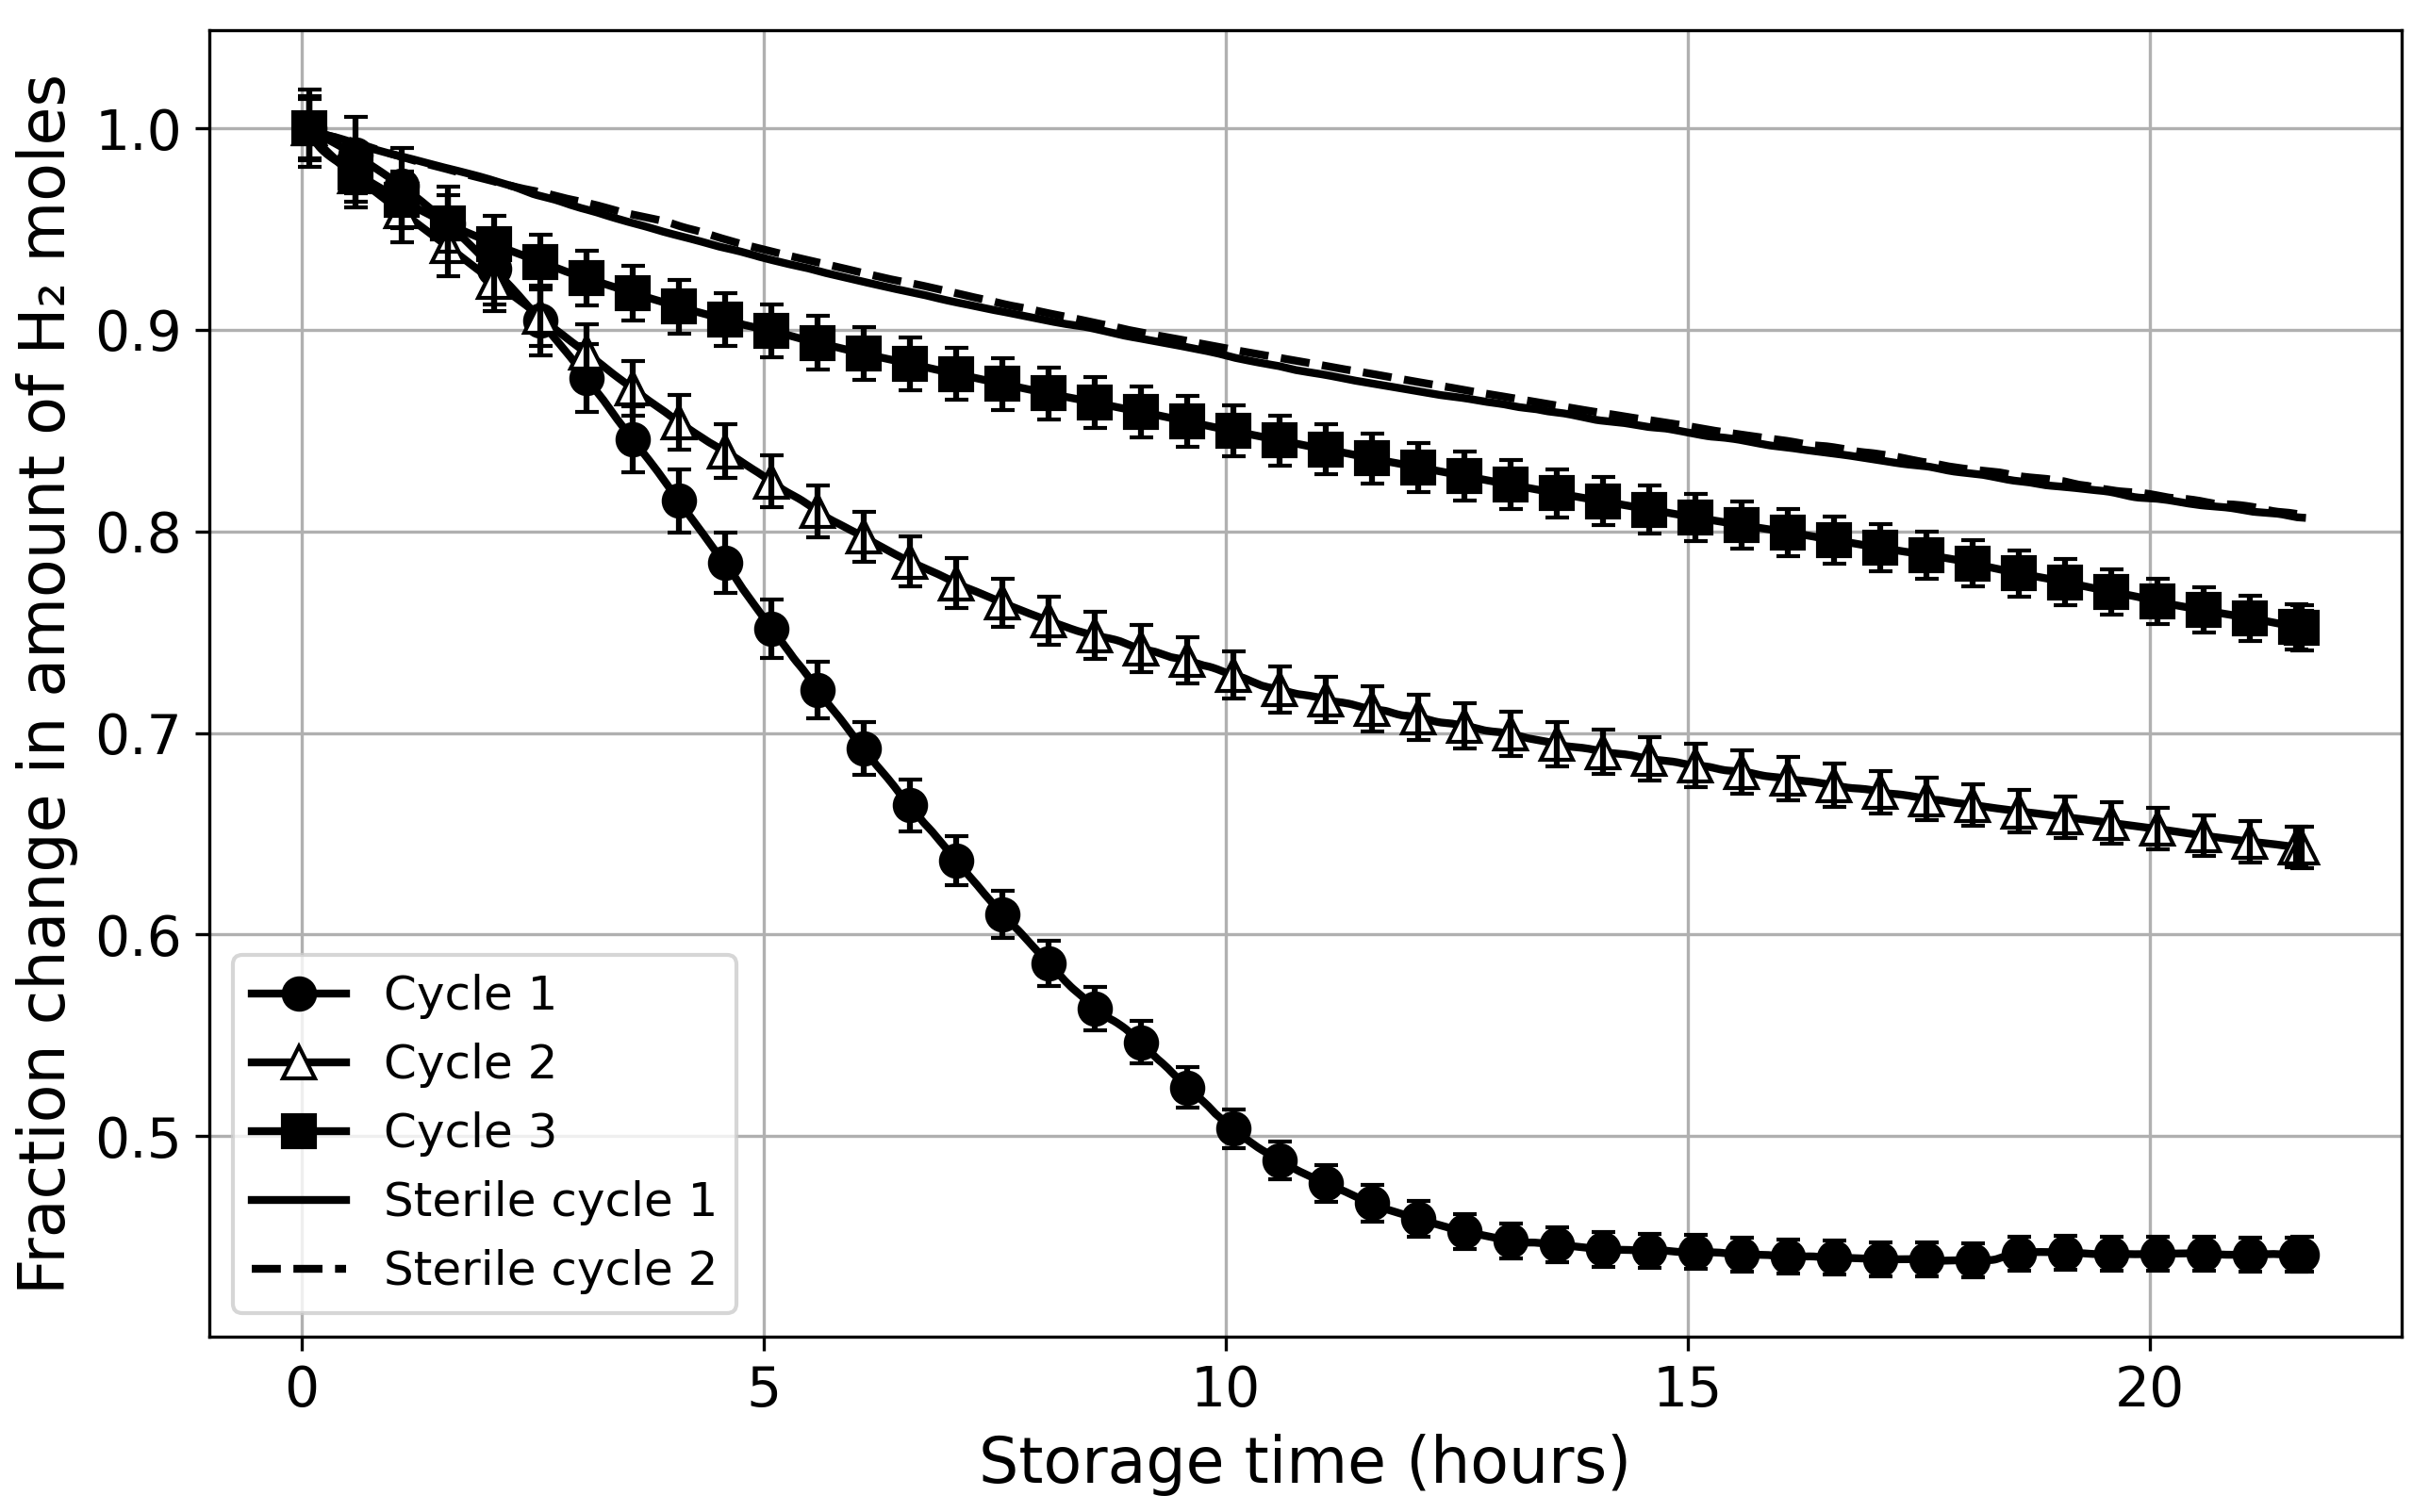 Fraction change in amount of H₂ moles
1.0
0.9
0.8
0.7
0.6
0.5
Cycle 1
Cycle 2
Cycle 3
Sterile cycle 1
Sterile cycle 2
0 5 10 15 20
Storage time (hours)